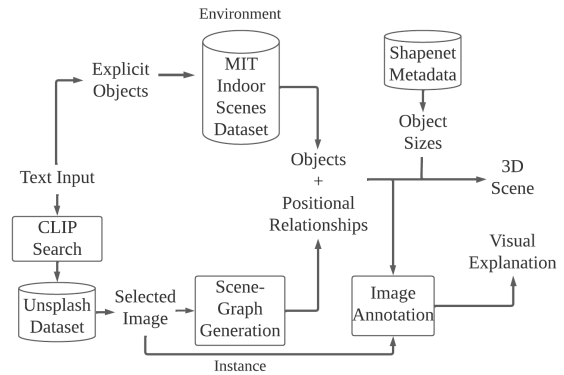 Environment
MIT
Indoor
Scenes
Dataset
Shapenet
Metadata
Explicit
Objects
Object
Sizes
Text Input
Objects
+
Positional
Relationships
3D
Scene
CLIP
Search
Visual
Explanation
Unsplash
Dataset
Selected
Image
Scene-
Graph
Generation
Image
Annotation
Instance